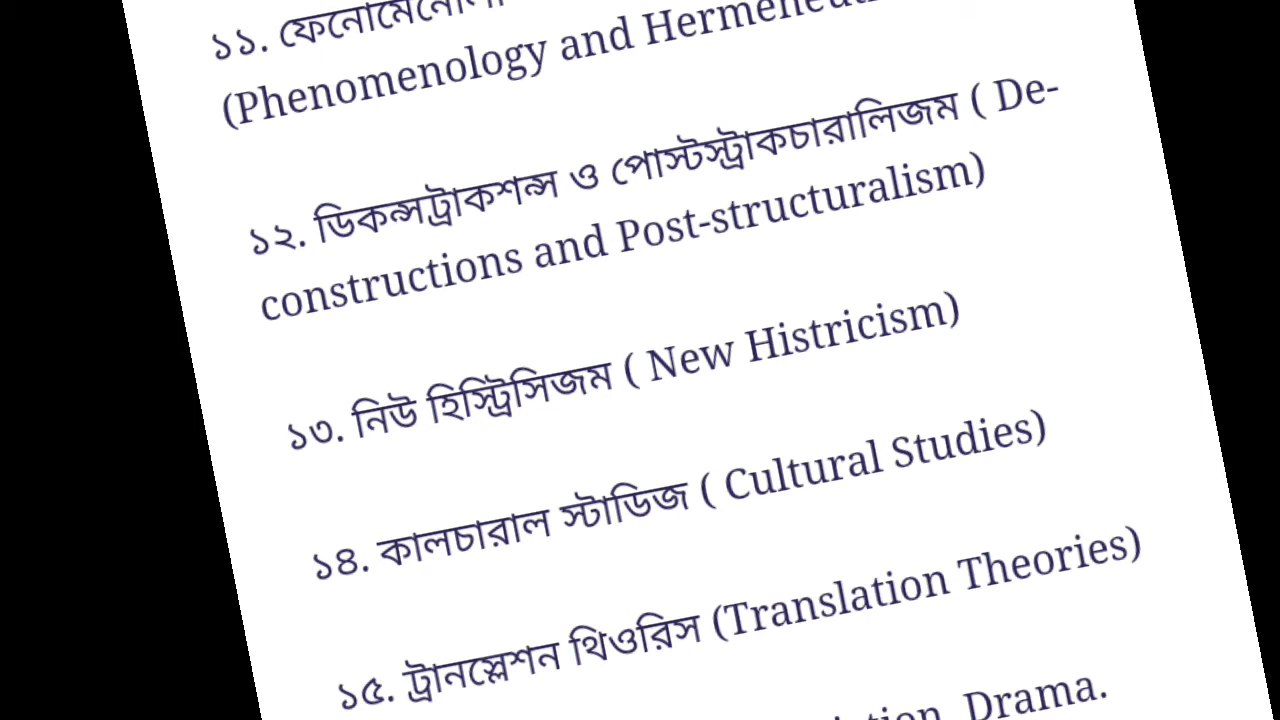 ১১.
(Phenomenology and
১২. ডিকন্সট্রাকশন্স ও পোস্টস্ট্রাকচারালিজম ( De-
constructions and Post-structuralism)
১৩. নিউ হিস্ট্রিসিজম ( New Histricism)
১৪. কালচারাল স্টাডিজ ( Cultural Studies)
১৫. ট্রানস্লেশন থিওরিস (Translation Theories)
Drama.